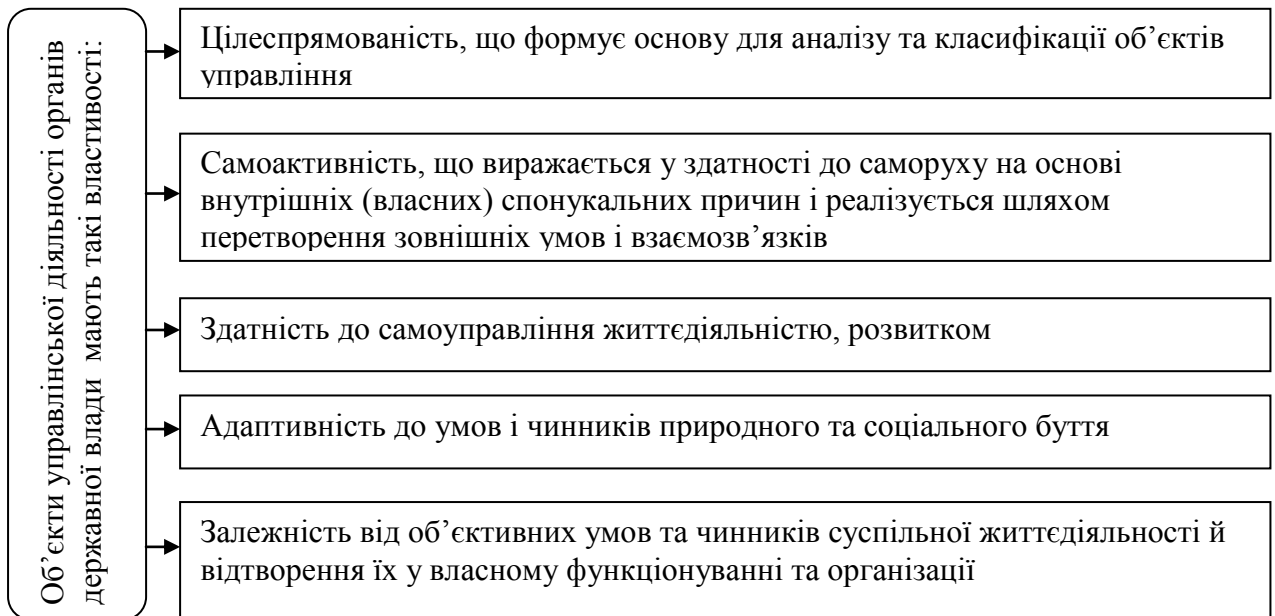 Об’єкти управлінської діяльності органів
державної влади мають такі властивості:
Цілеспрямованість, що формує основу для аналізу та класифікації об’єктів
управління
Самоактивність, що виражається у здатності до саморуху на основі
внутрішніх (власних) спонукальних причин і реалізується шляхом
перетворення зовнішніх умов і взаємозв’язків
Здатність до самоуправління життєдіяльністю, розвитком
Адаптивність до умов і чинників природного та соціального буття
Залежність від об’єктивних умов та чинників суспільної життєдіяльності й
відтворення їх у власному функціонуванні та організації